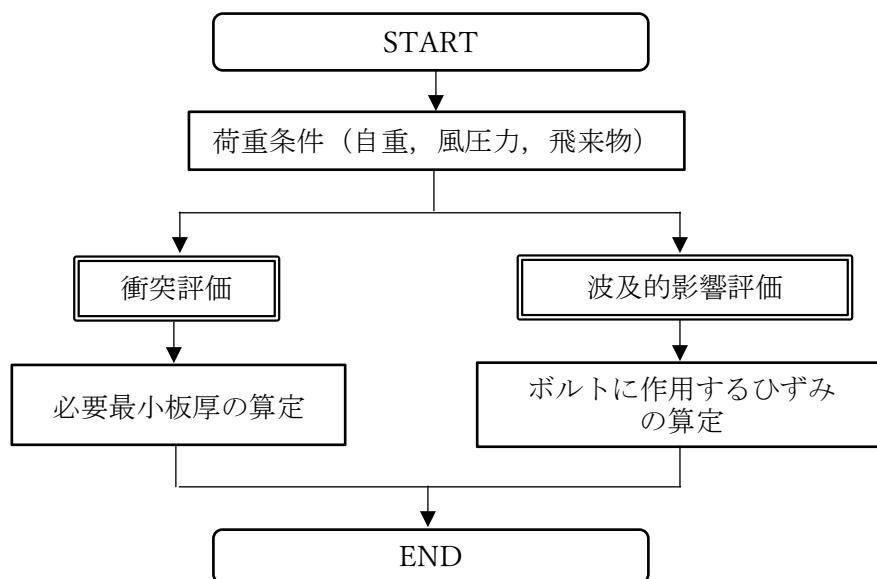 START
荷重条件（自重，風圧力，飛来物）
衝突評価
波及的影響評価
必要最小板厚の算定
ボルトに作用するひずみ
の算定
END